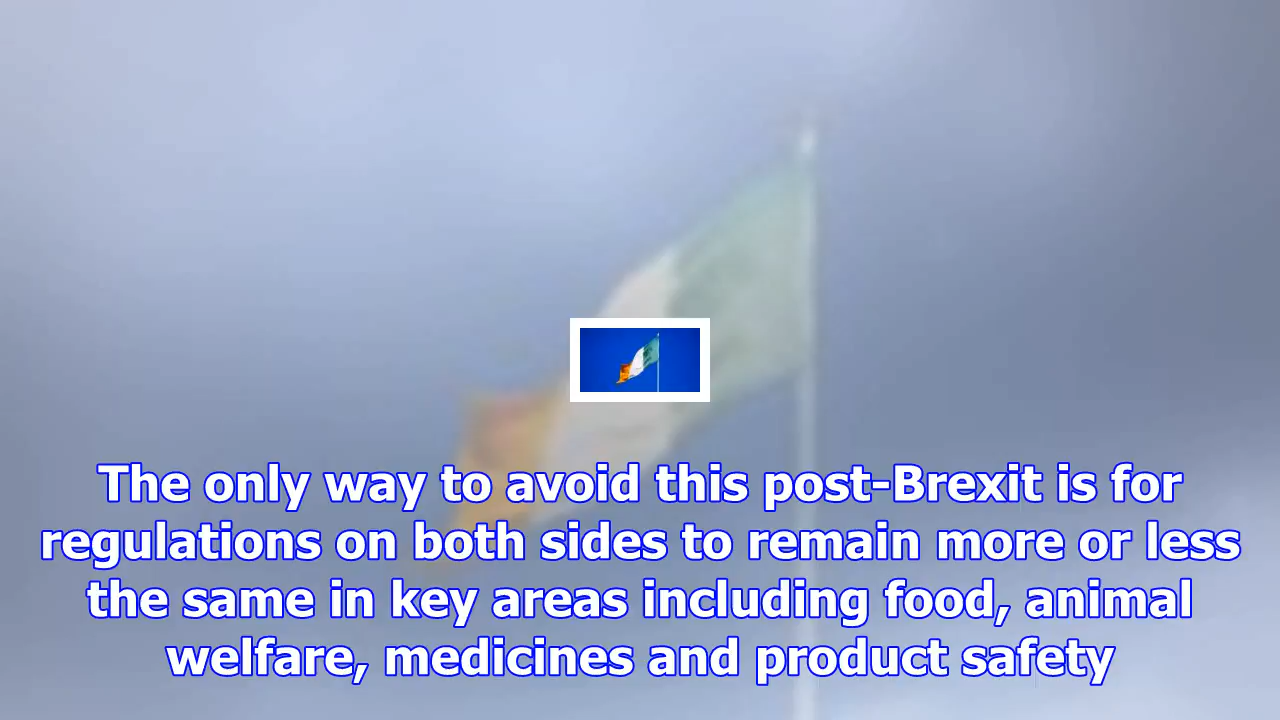 The only way to avoid this post-Brexit is for
regulations on both sides to remain more or less
the same in key areas including food, animal
welfare, medicines and product safety